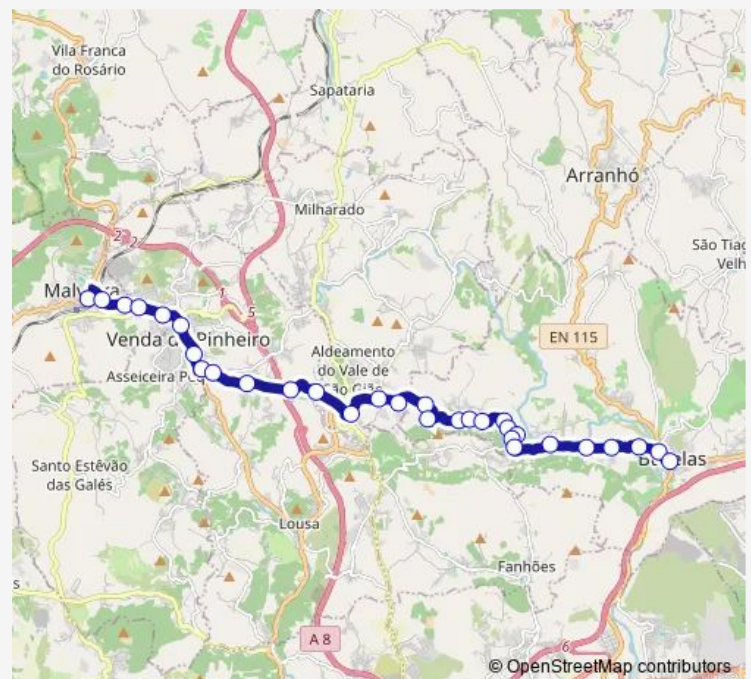 Vila Franca
do Rosário
Sapataria
Arranhó
Milharado
São Tiag
Velh
2
2
1
5
Venda
Pinheiro
EN 115
Aldeamento
do Vale de
Asseiceira
Santo Estêvão
das Galés
Lousa
Fanhões
A 8
6
© OpenStreetMap contributors